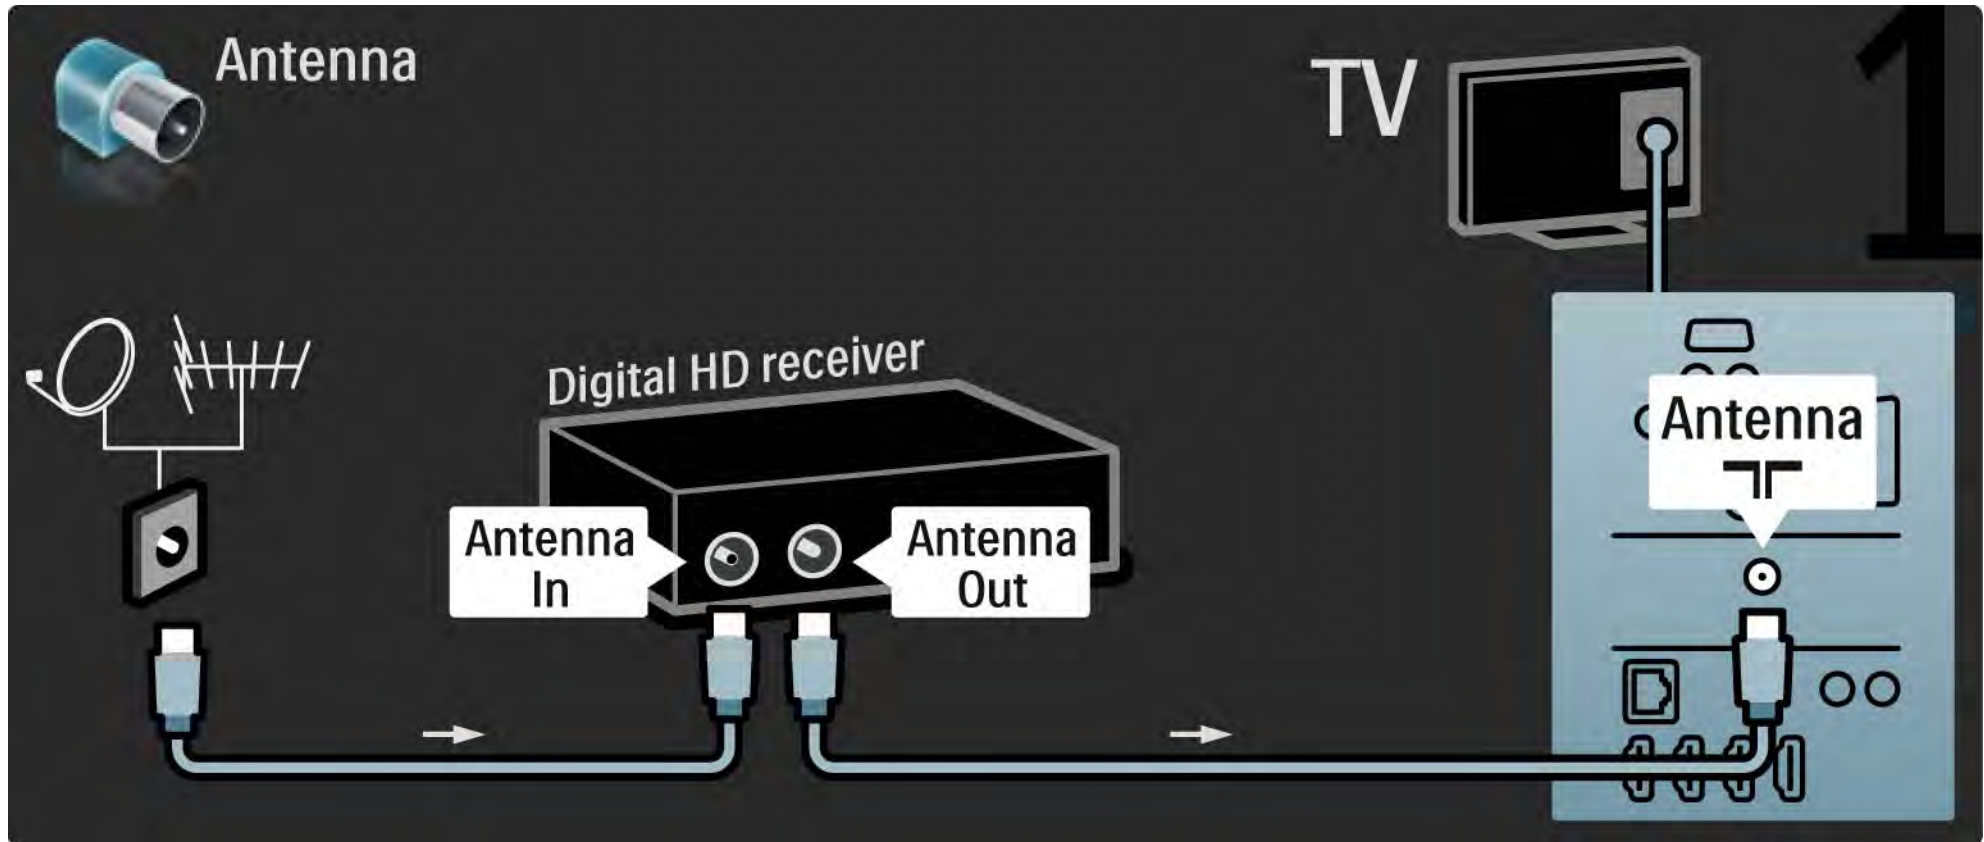 Antenna
TV
1
Digital HD receiver
Antenna
In
Antenna
Out
Antenna